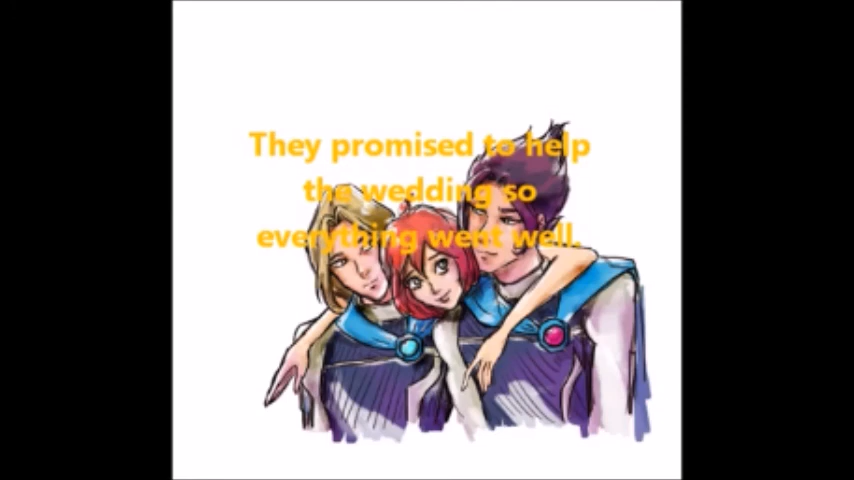 They promised to help
the wedding so
everything went well.